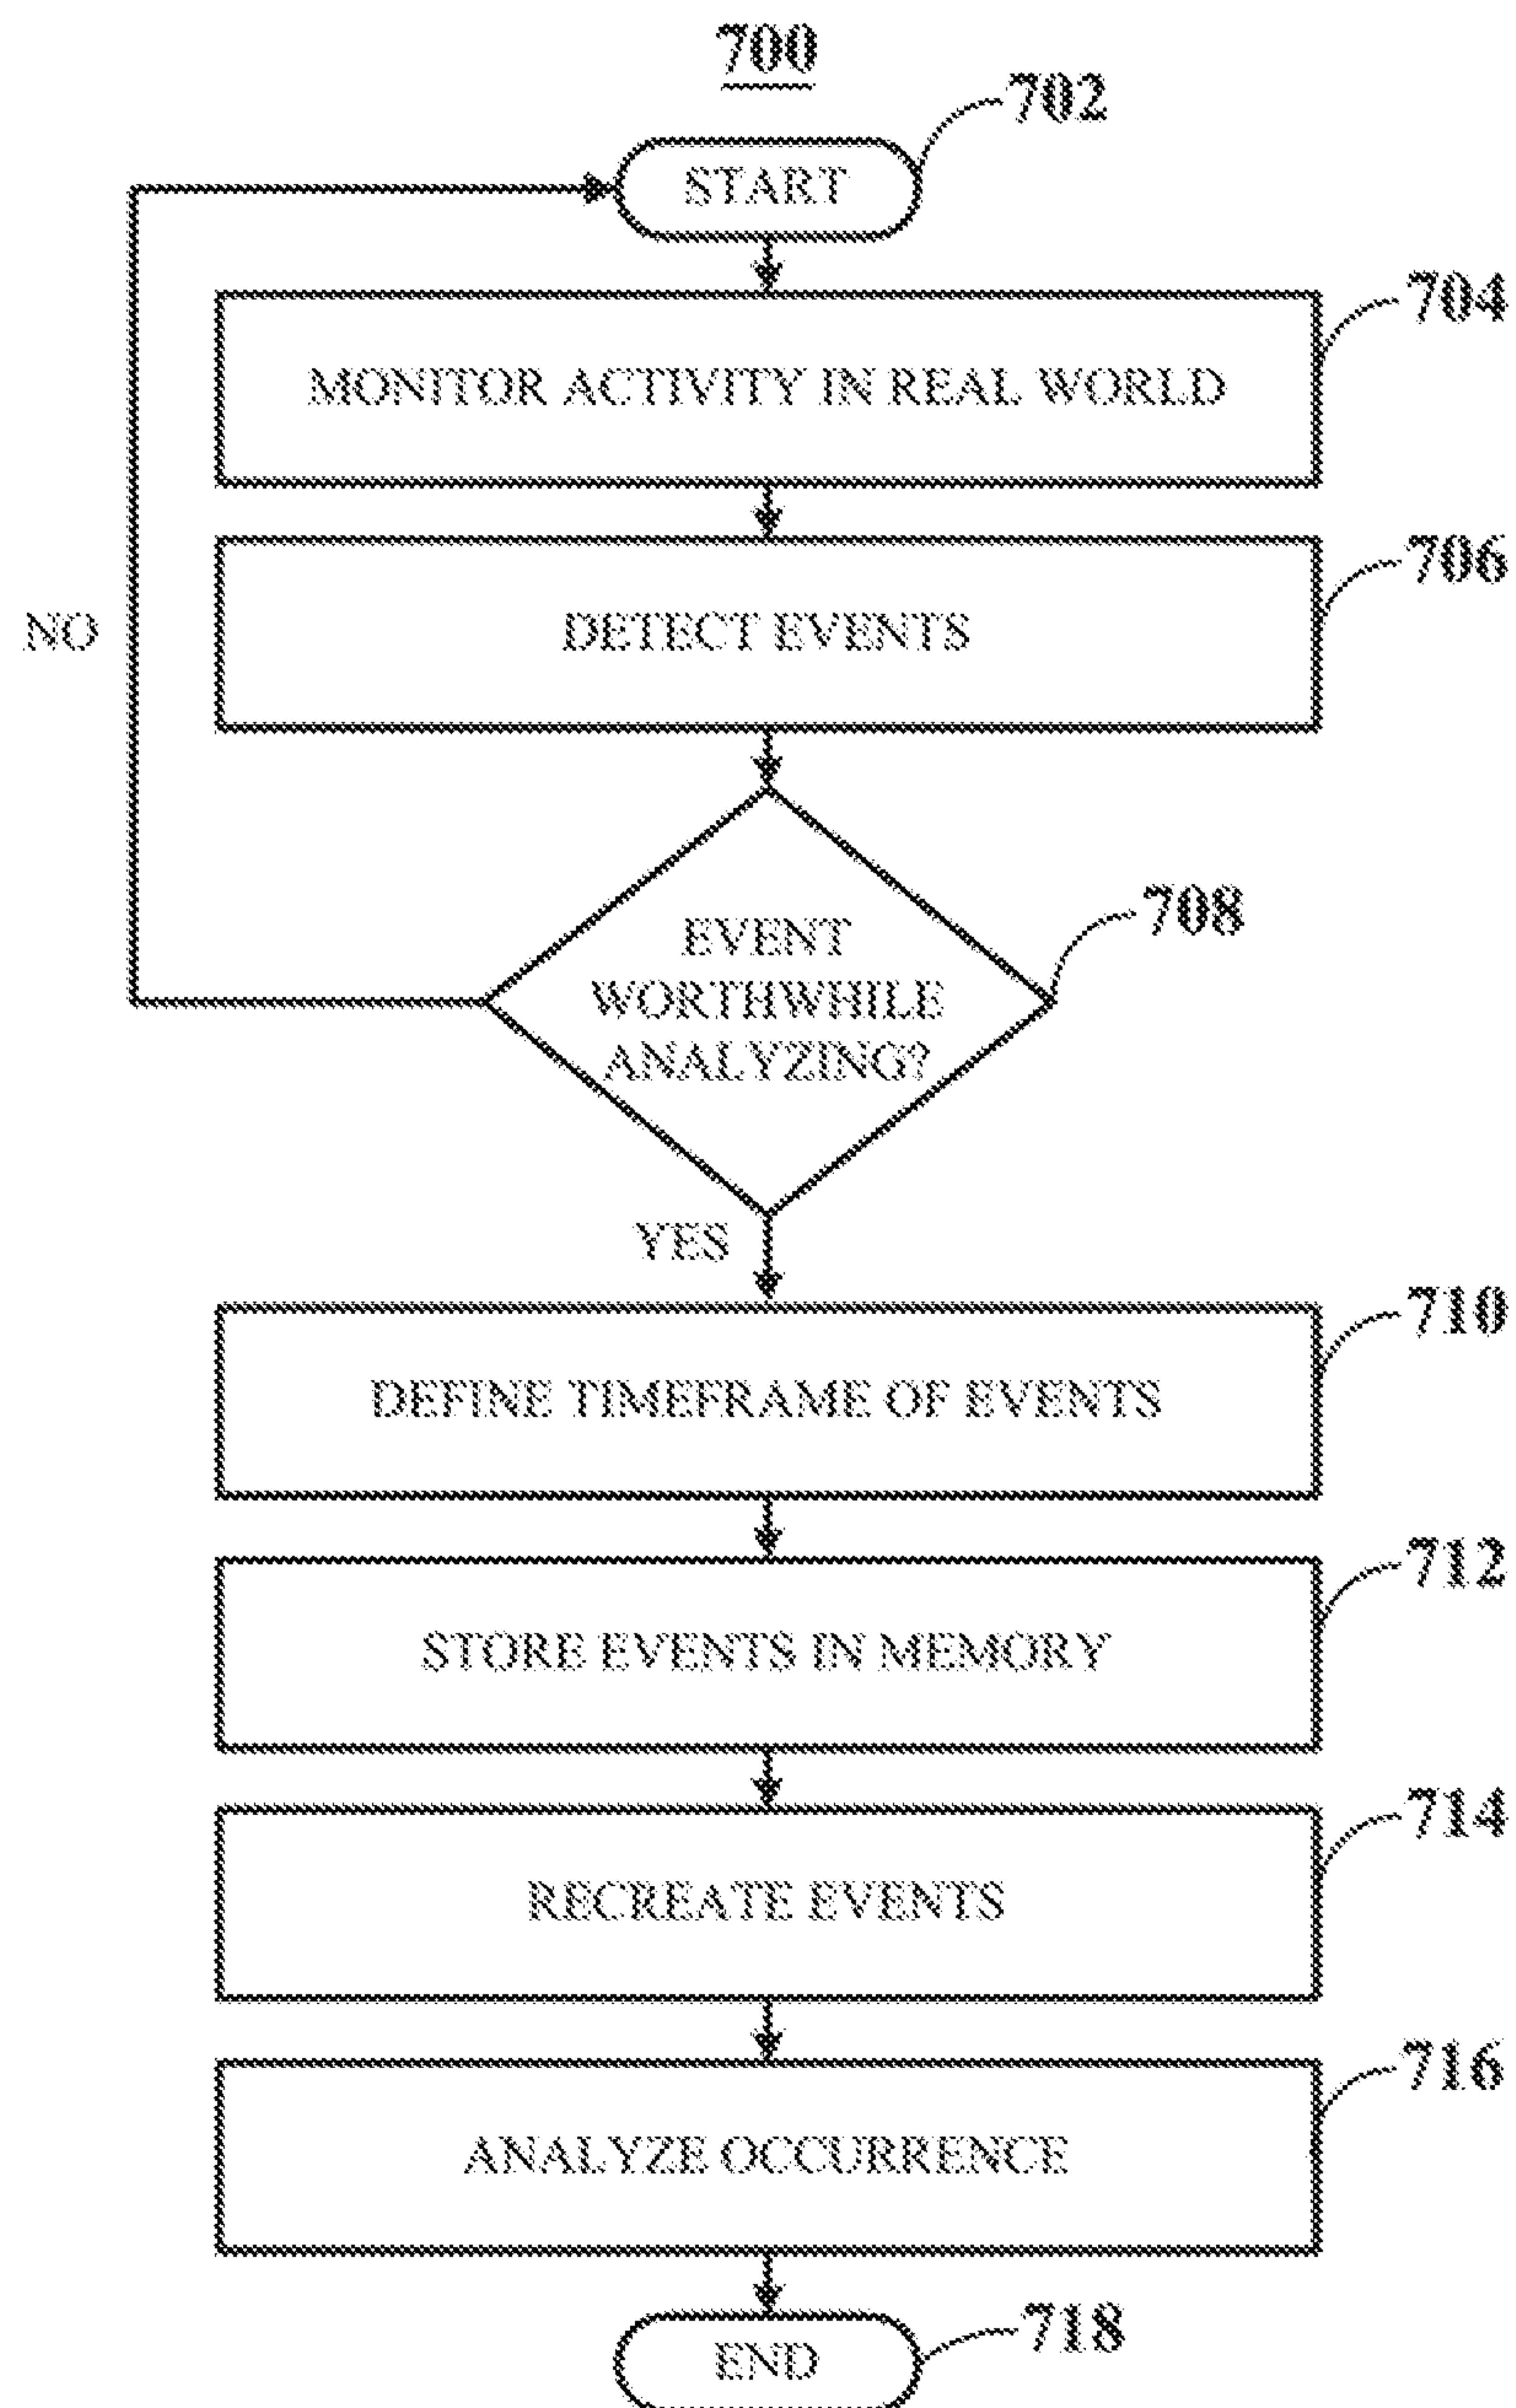 700
702
START
704
MONITOR ACTIVITY IN REAL WORLD
706
DETECT EVENTS
NO
708
EVENT
WORTHWHILE
ANALYZING?
YES
710
DEFINE TIMEFRAME OF EVENTS
712
STORE EVENTS IN MEMORY
714
RECREATE EVENTS
716
ANALYZE OCCURRENCE
718
END